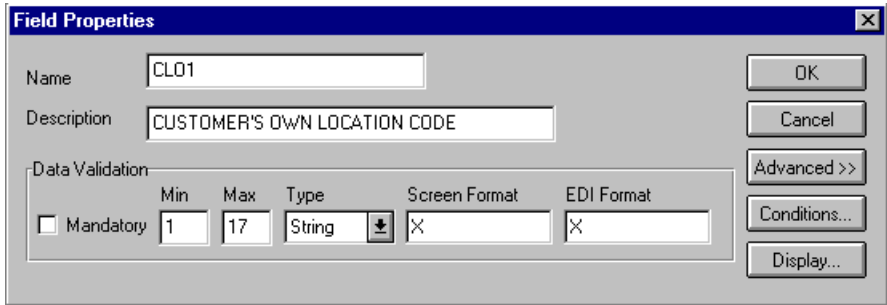 Field Properties
Name CLO1 OK
Description CUSTOMER'S OWN LOCATION CODE Cancel
Data Validation Advanced >>
Min Max Type Screen Format EDI Format
Mandatory 1 17 String X X Conditions...
Display...